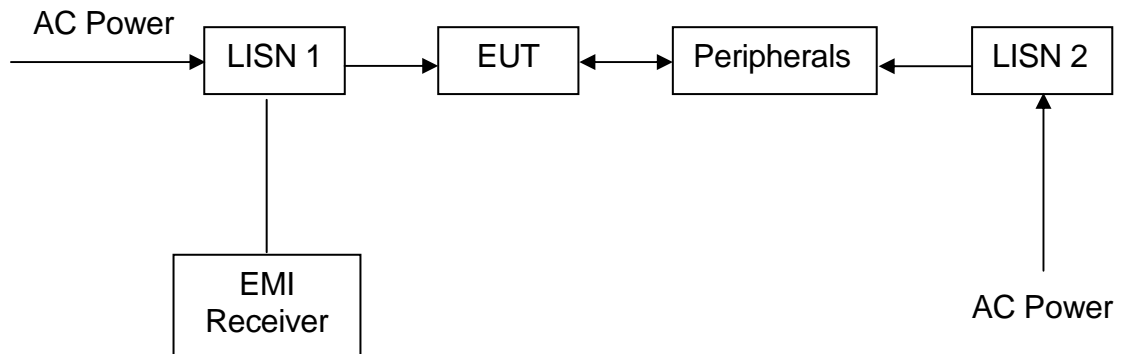 AC Power
LISN 1
EUT
Peripherals
LISN 2
EMI
Receiver
AC Power